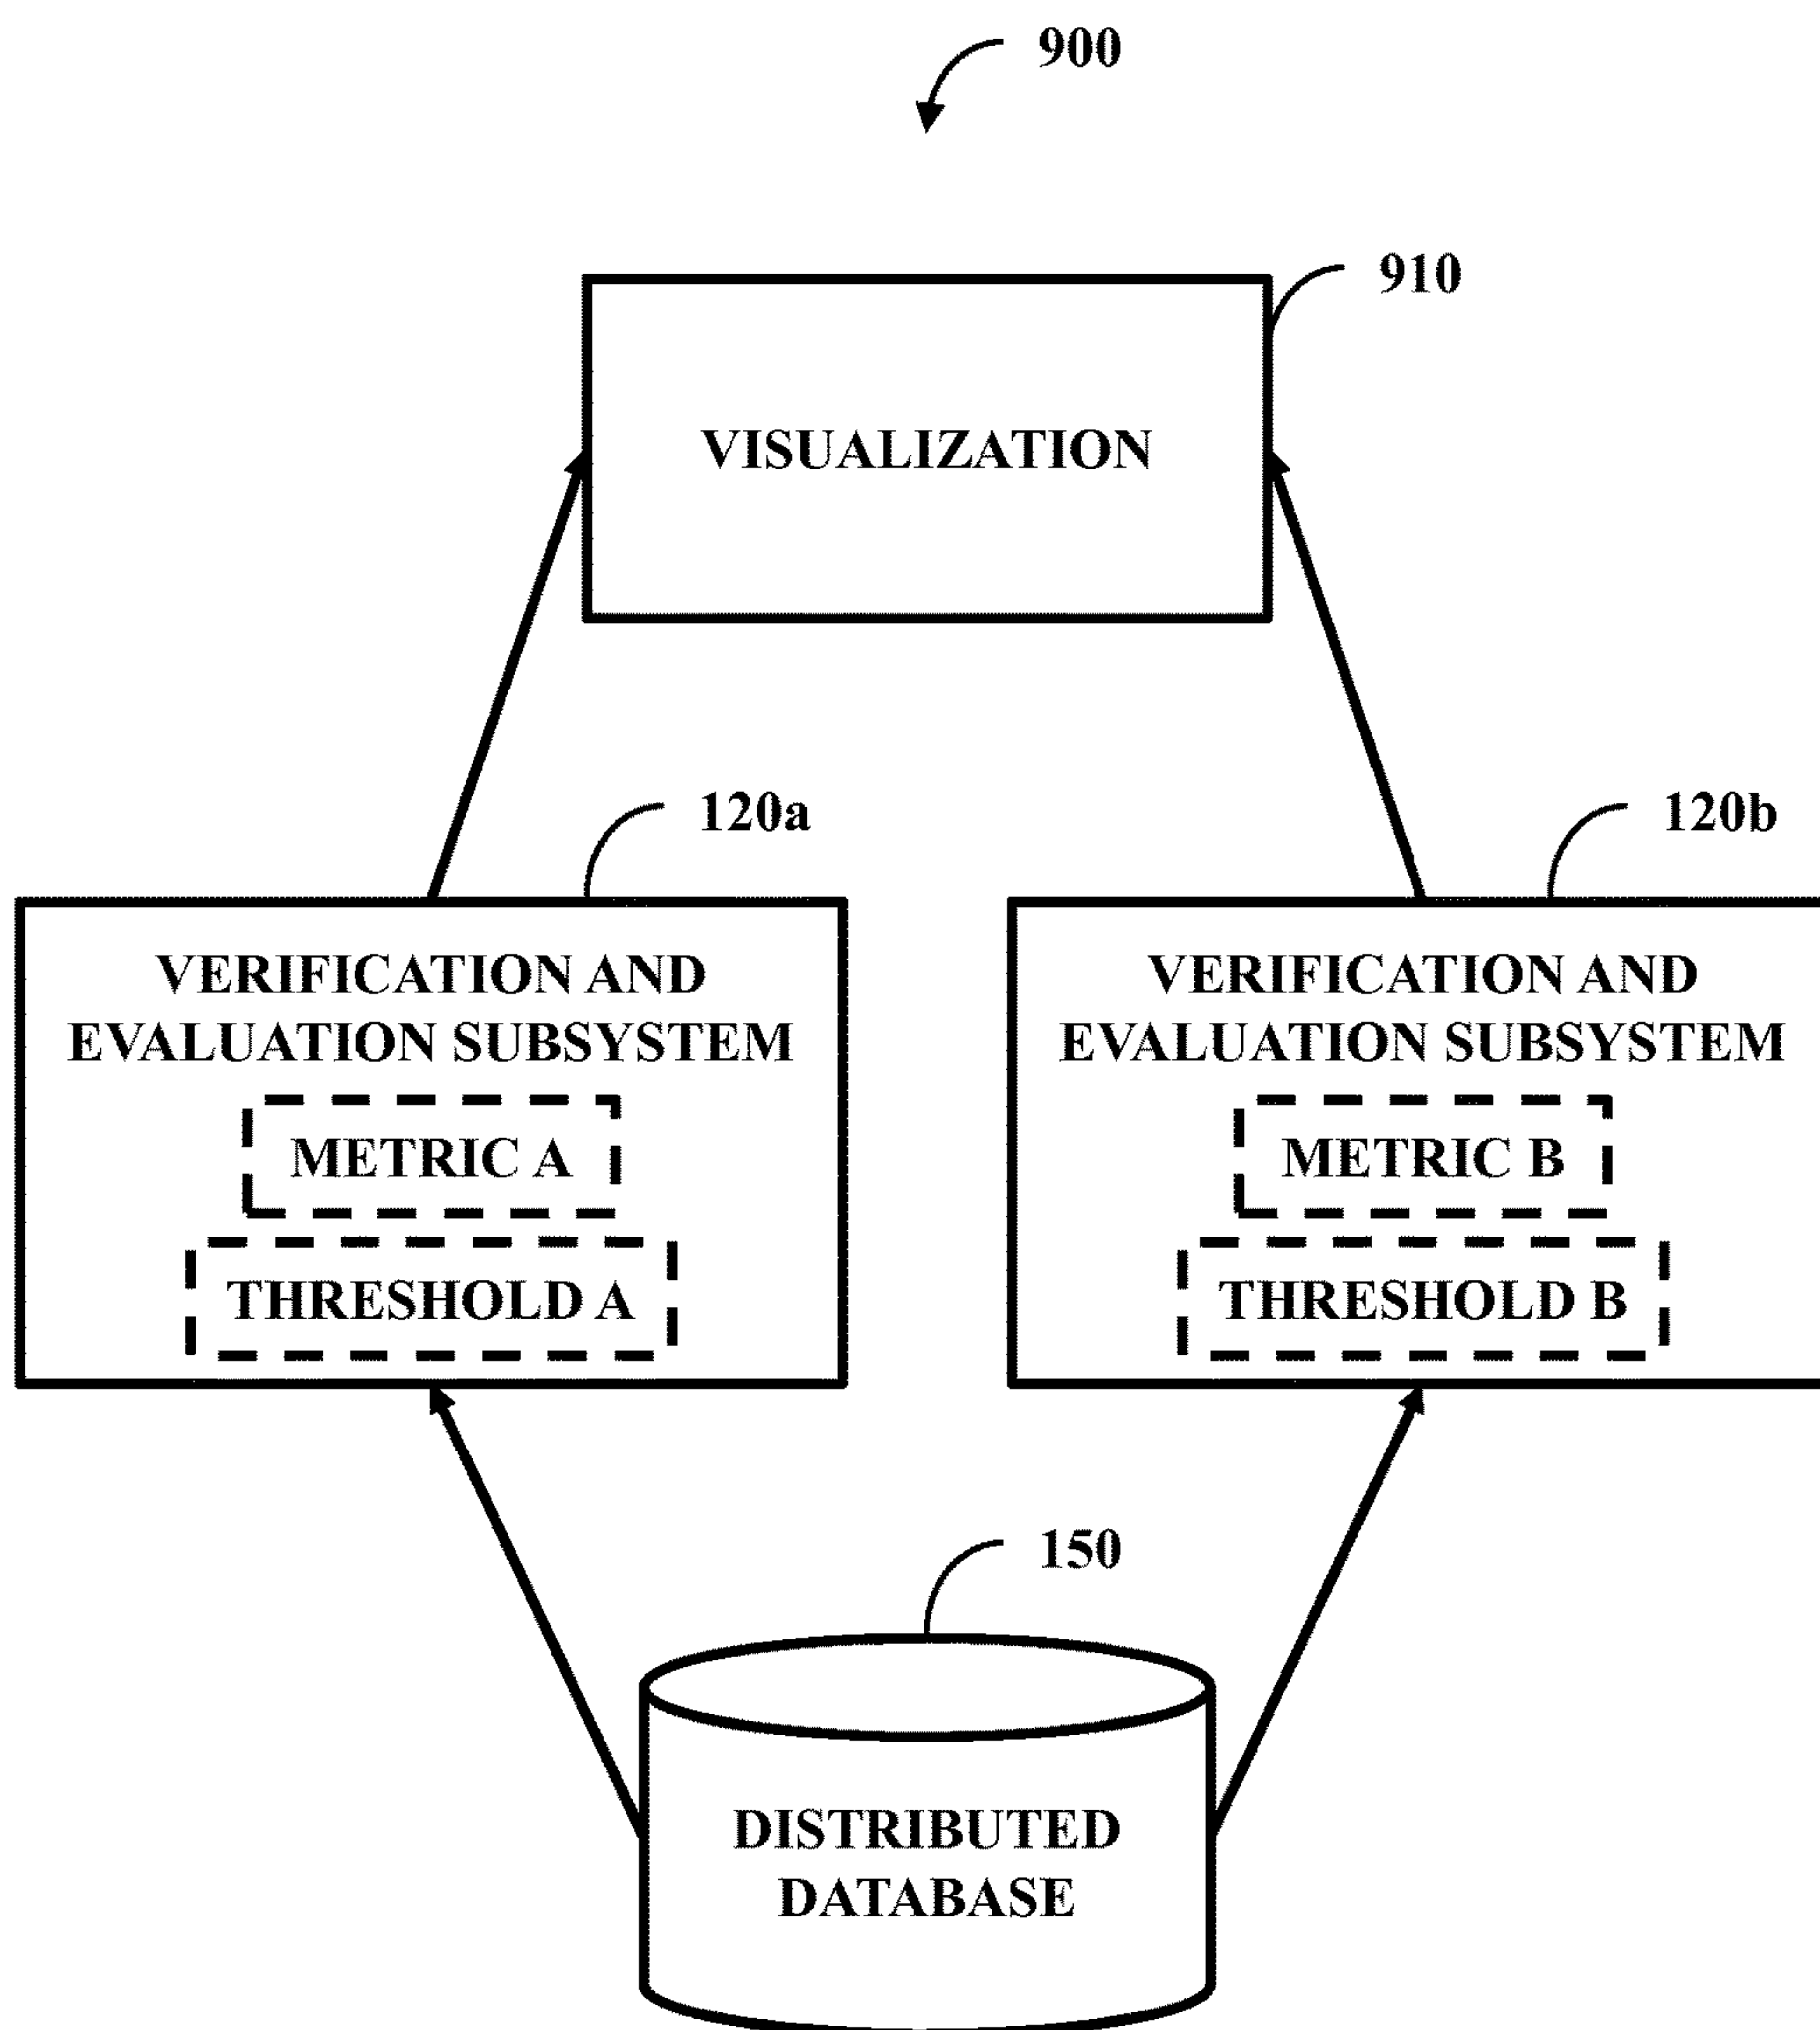 900
910
VISUALIZATION
120a
120b
VERIFICATION AND
EVALUATION SUBSYSTEM
METRIC A
THRESHOLD A
VERIFICATION AND
EVALUATION SUBSYSTEM
METRIC B
THRESHOLD B
150
DISTRIBUTED
DATABASE